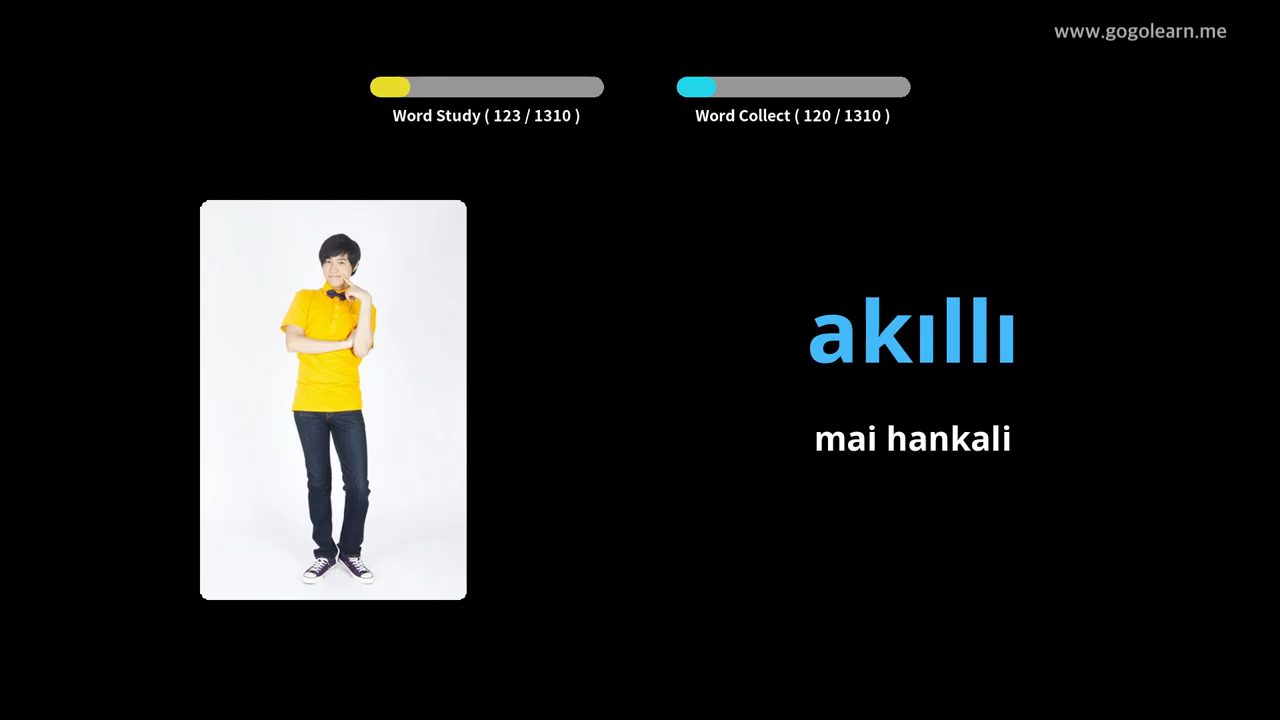 www.gogolearn.me
Word Study ( 123 / 1310 )
Word Collect ( 120 / 1310 )
akıllı
mai hankali